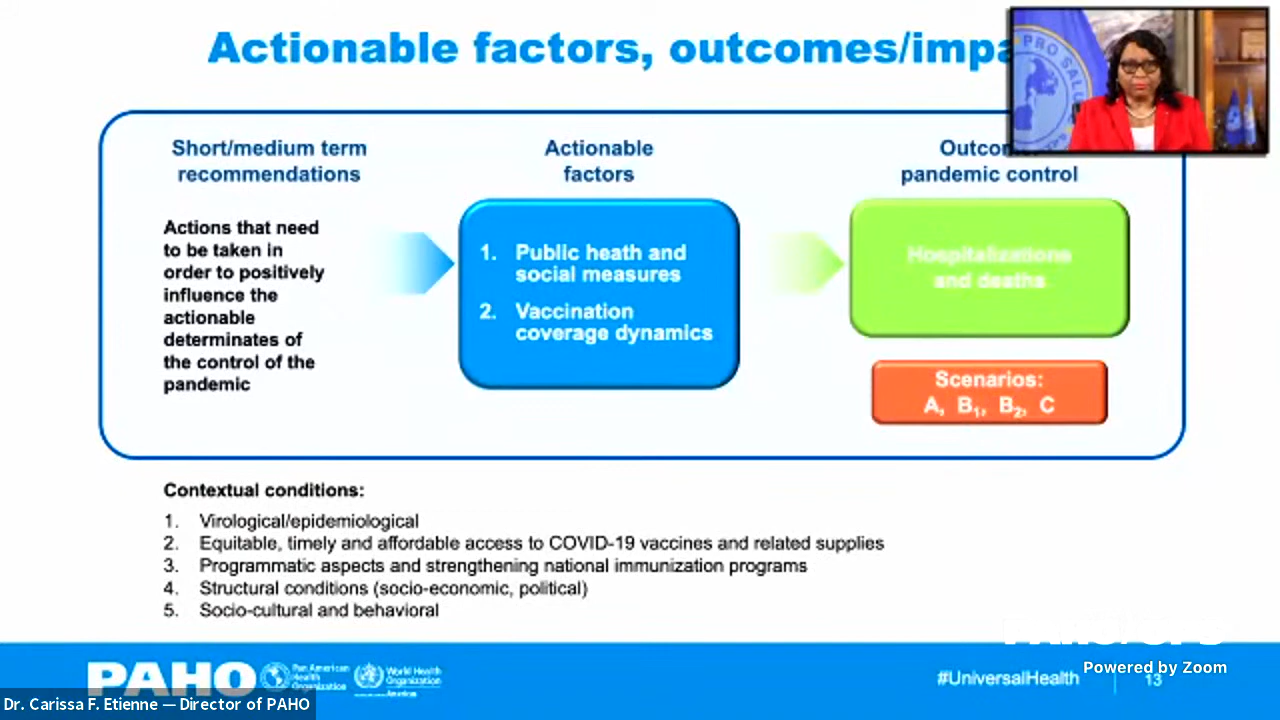 Actionable factors, outcomes/impa
PRO SALU
Short/medium term
recommendations
Actions that need
to be taken in
order to positively
influence the
actionable
determinates of
the control of the
pandemic
Actionable
factors
1. Public heath and
social measures
2. Vaccination
coverage dynamics
Outcom
pandemic control
Hospitalizations
and deaths
Scenarios:
A, B₁, B₂, C
Contextual conditions:
1. Virological/epidemiological
2. Equitable, timely and affordable access to COVID-19 vaccines and related supplies
3. Programmatic aspects and strengthening national immunization programs
4. Structural conditions (socio-economic, political)
5. Socio-cultural and behavioral
PAHO
Pan American
Health
Organization
World Health
Organization
Americas
#UniversalHealth
13
Powered by Zoom
Dr. Carissa F. Etienne — Director of PAHO